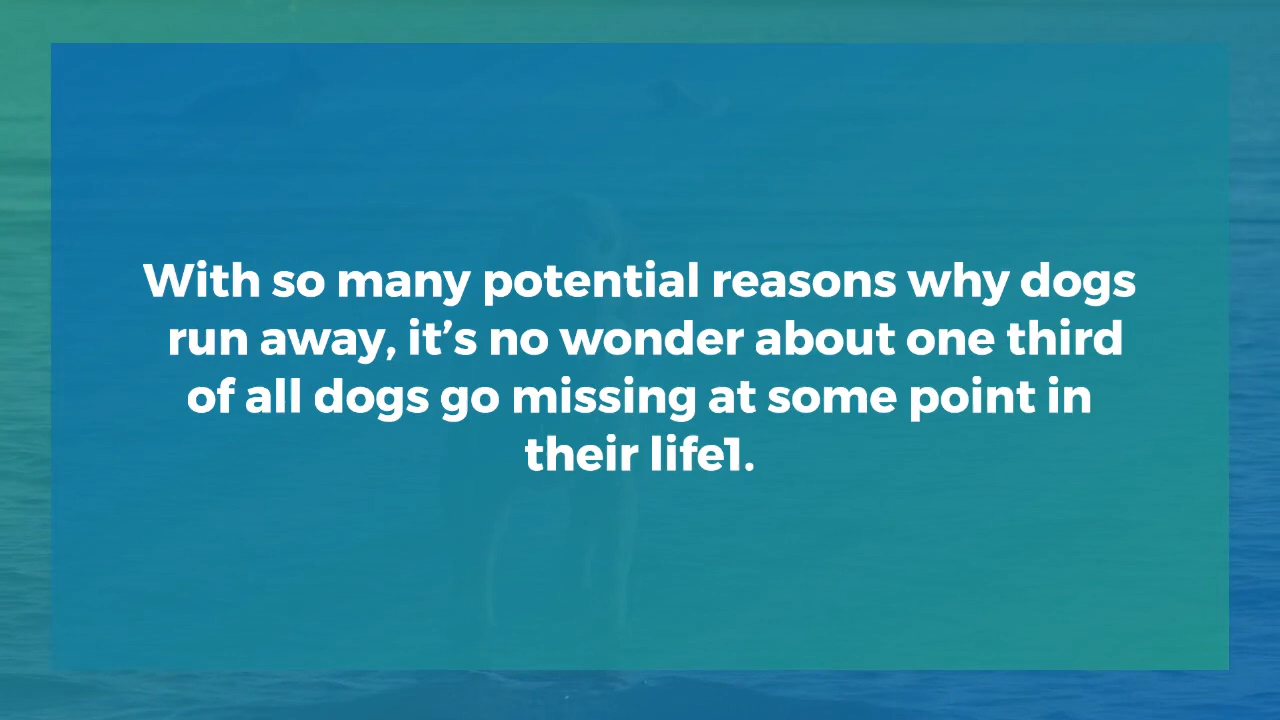 With so many potential reasons why dogs
run away, it’s no wonder about one third
of all dogs go missing at some point in
their life1.